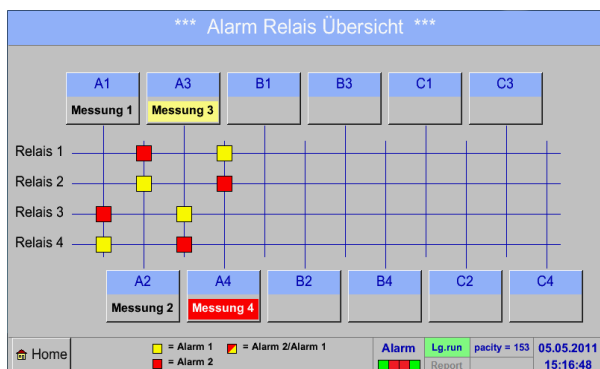 *** Alarm Relais Übersicht ***
A1 A3 B1 B3 C1 C3
Messung 1 Messung 3
Relais 1
Relais 2
Relais 3
Relais 4
A2 A4 B2 B4 C2 C4
Messung 2 Messung 4
Home
= Alarm 1 = Alarm 2/Alarm 1
= Alarm 2
Alarm Lg.run pacity = 153 05.05.2011
Report 15:16:48